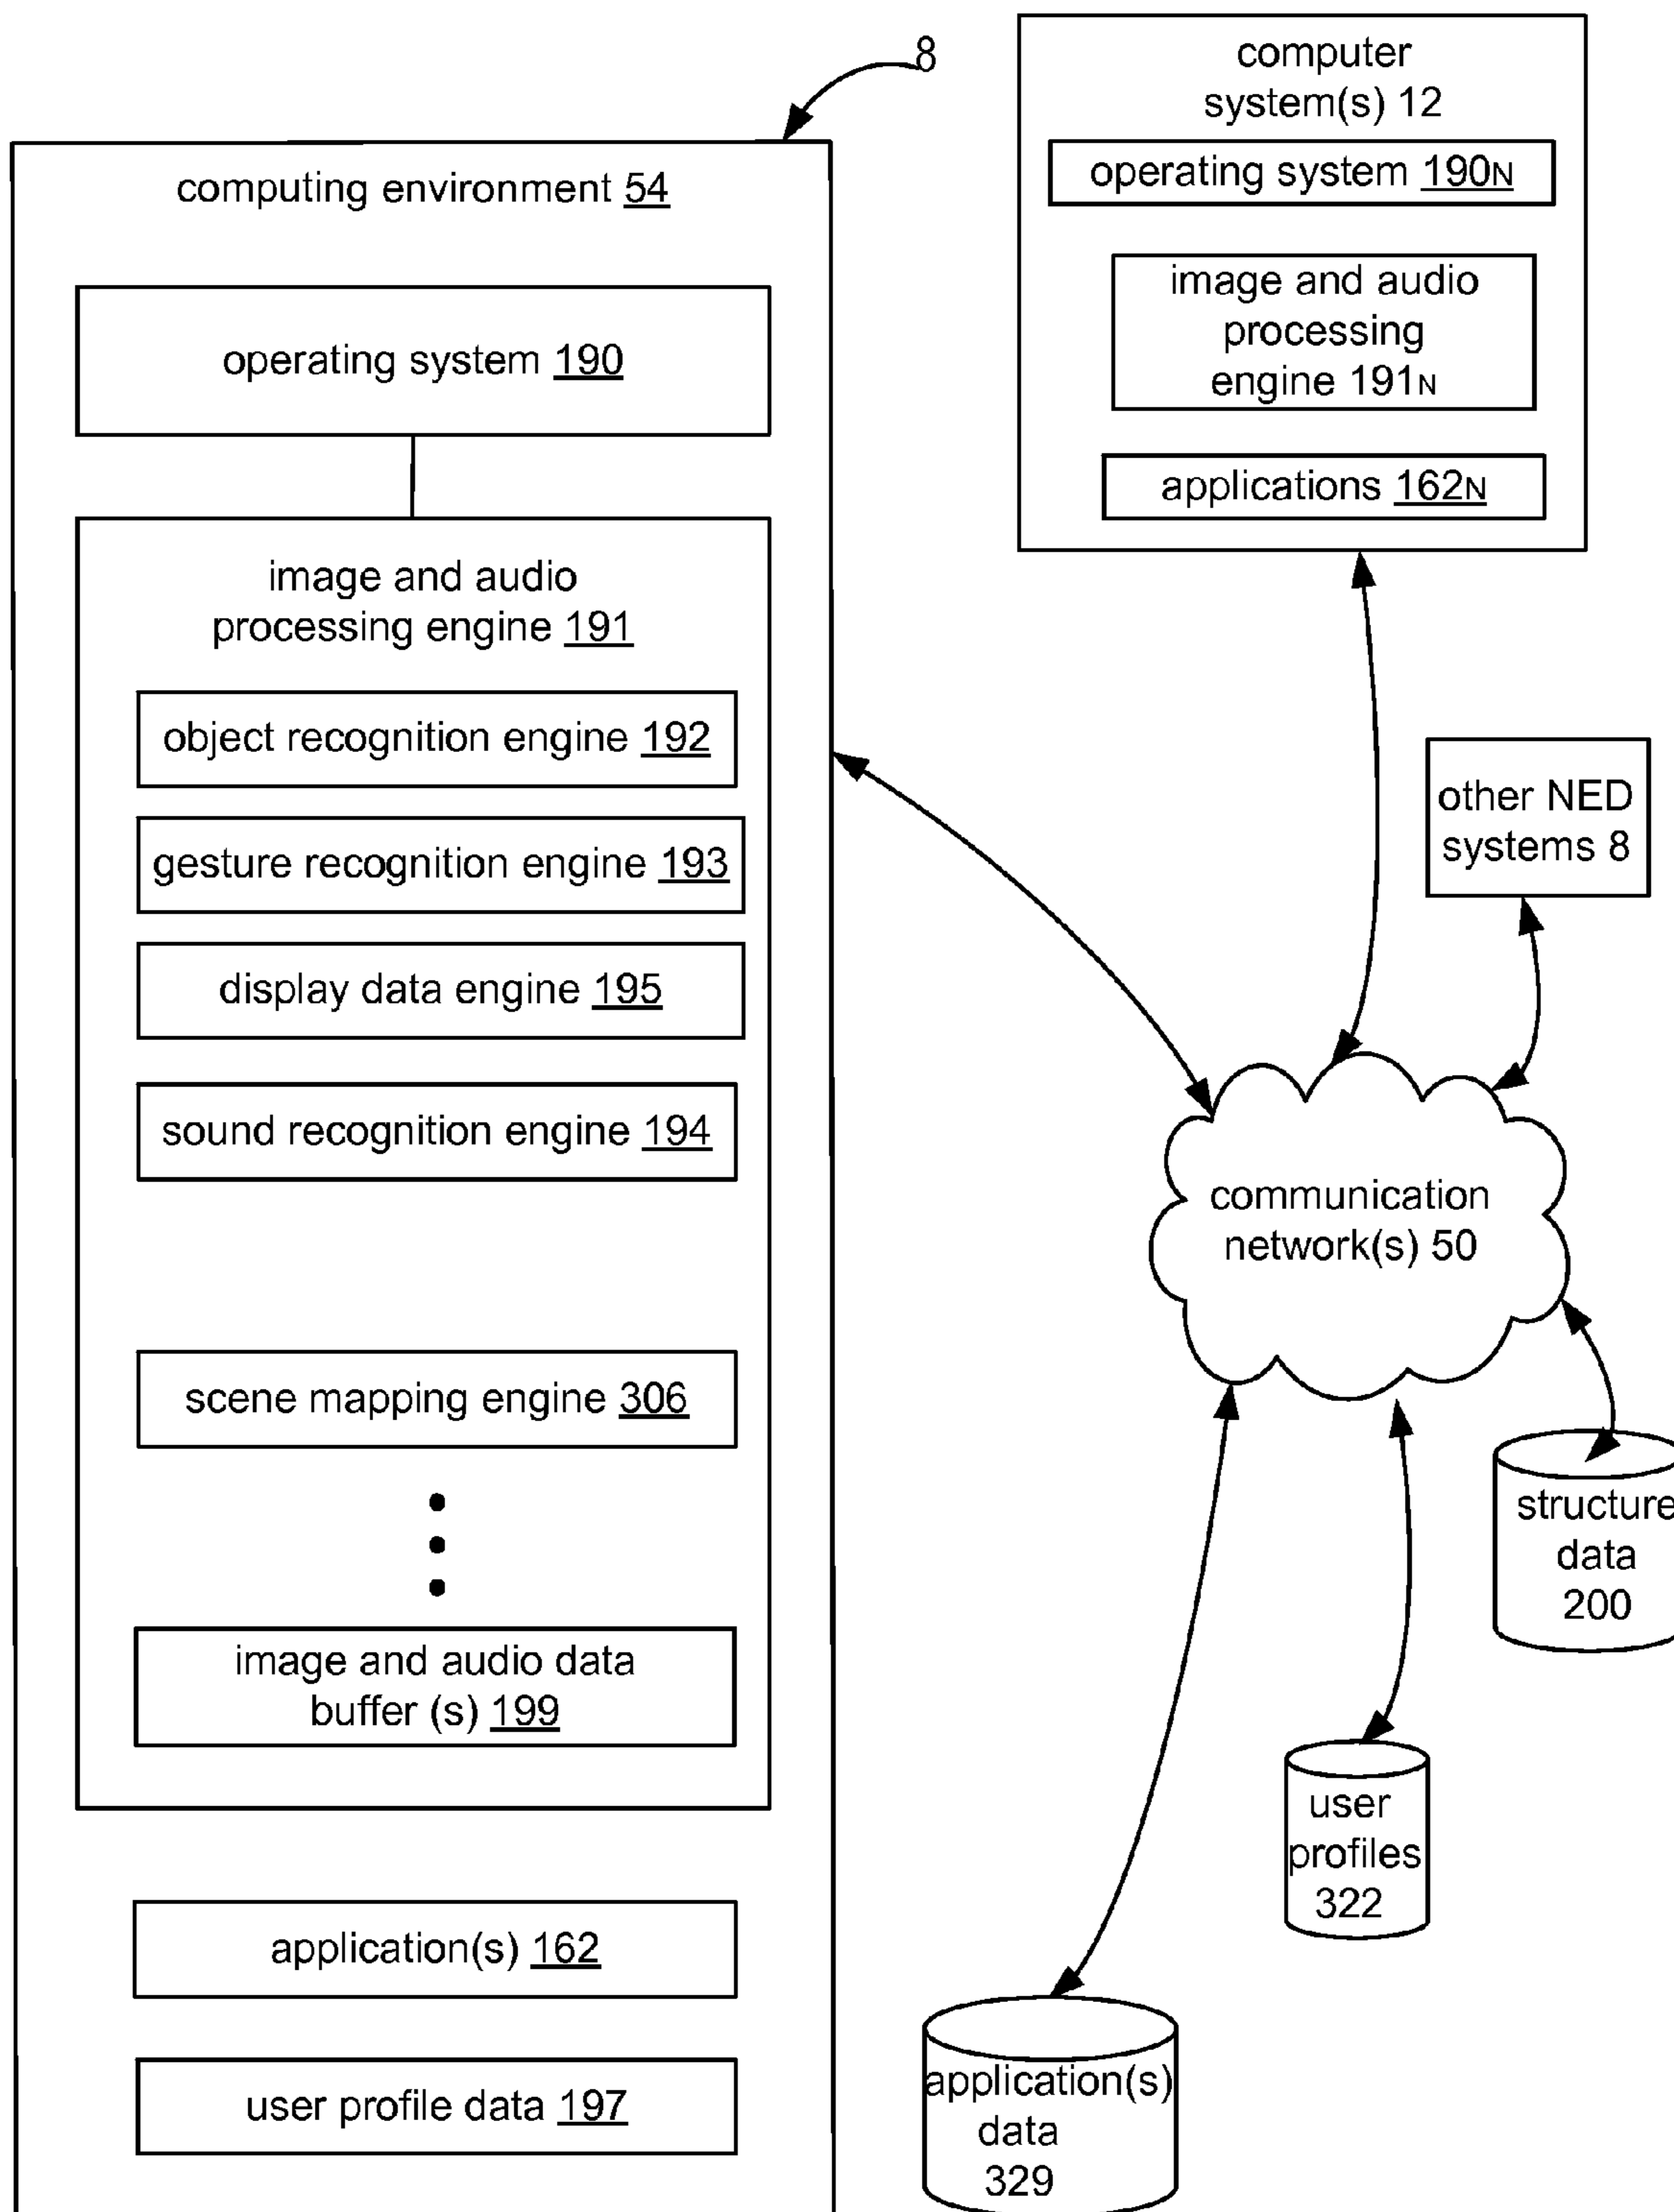 8
computing environment 54
operating system 190
image and audio
processing engine 191
object recognition engine 192
gesture recognition engine 193
display data engine 195
sound recognition engine 194
scene mapping engine 306
image and audio data
buffer (s) 199
application(s) 162
user profile data 197
computer
system(s) 12
operating system 190N
image and audio
processing
engine 191N
applications 162N
other NED
systems 8
communication
network(s) 50
structure
data
200
user
profiles
322
application(s)
data
329